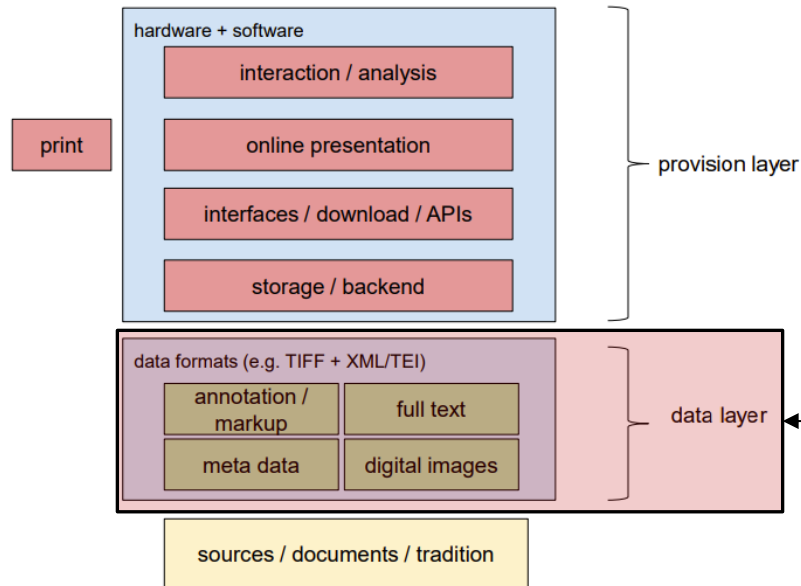 hardware + software
interaction / analysis
print
online presentation
provision layer
interfaces / download / APIs
storage / backend
data formats (e.g. TIFF + XML/TEI)
annotation /
markup
full text
data layer
meta data
digital images
sources / documents / tradition